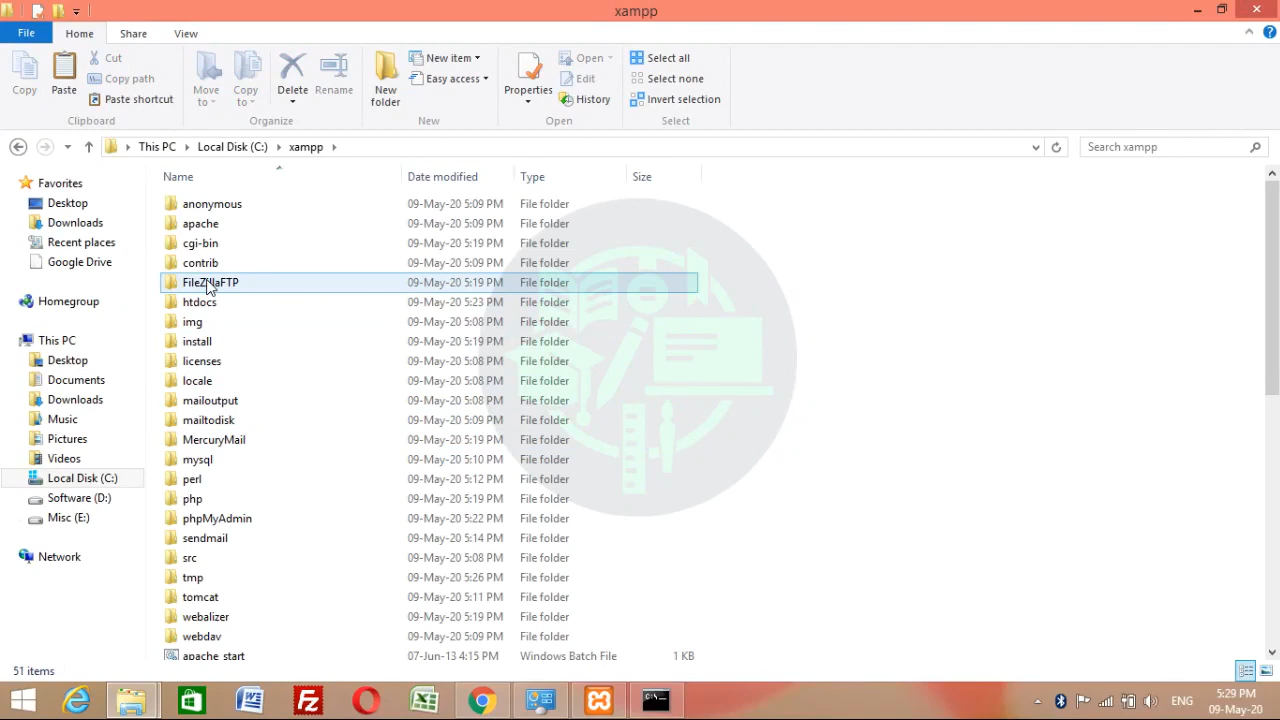 xampp
File Home Share View
Copy
Paste
Cut
Copy path
Paste shortcut
Clipboard
Move to
Copy to
Delete
Rename
Organize
New folder
New item
Easy access
New
Properties
Open
Edit
History
Open
Select all
Select none
Invert selection
Select
This PC Local Disk (C:) xampp
Search xampp
Favorites
Desktop
Downloads
Recent places
Google Drive
Homegroup
This PC
Desktop
Documents
Downloads
Music
Pictures
Videos
Local Disk (C:)
Software (D:)
Misc (E:)
Network
Name Date modified Type Size
anonymous 09-May-20 5:09 PM File folder
apache 09-May-20 5:09 PM File folder
cgi-bin 09-May-20 5:19 PM File folder
contrib 09-May-20 5:09 PM File folder
FileZillaFTP 09-May-20 5:19 PM File folder
htdocs 09-May-20 5:23 PM File folder
img 09-May-20 5:08 PM File folder
install 09-May-20 5:19 PM File folder
licenses 09-May-20 5:08 PM File folder
locale 09-May-20 5:08 PM File folder
mailoutput 09-May-20 5:08 PM File folder
mailtodisk 09-May-20 5:09 PM File folder
MercuryMail 09-May-20 5:19 PM File folder
mysql 09-May-20 5:10 PM File folder
perl 09-May-20 5:12 PM File folder
php 09-May-20 5:19 PM File folder
phpMyAdmin 09-May-20 5:22 PM File folder
sendmail 09-May-20 5:14 PM File folder
src 09-May-20 5:08 PM File folder
tmp 09-May-20 5:26 PM File folder
tomcat 09-May-20 5:11 PM File folder
webalizer 09-May-20 5:19 PM File folder
webdav 09-May-20 5:09 PM File folder
apache_start 07-Jun-13 4:15 PM Windows Batch File 1 KB
51 items
ENG
5:29 PM
09-May-20